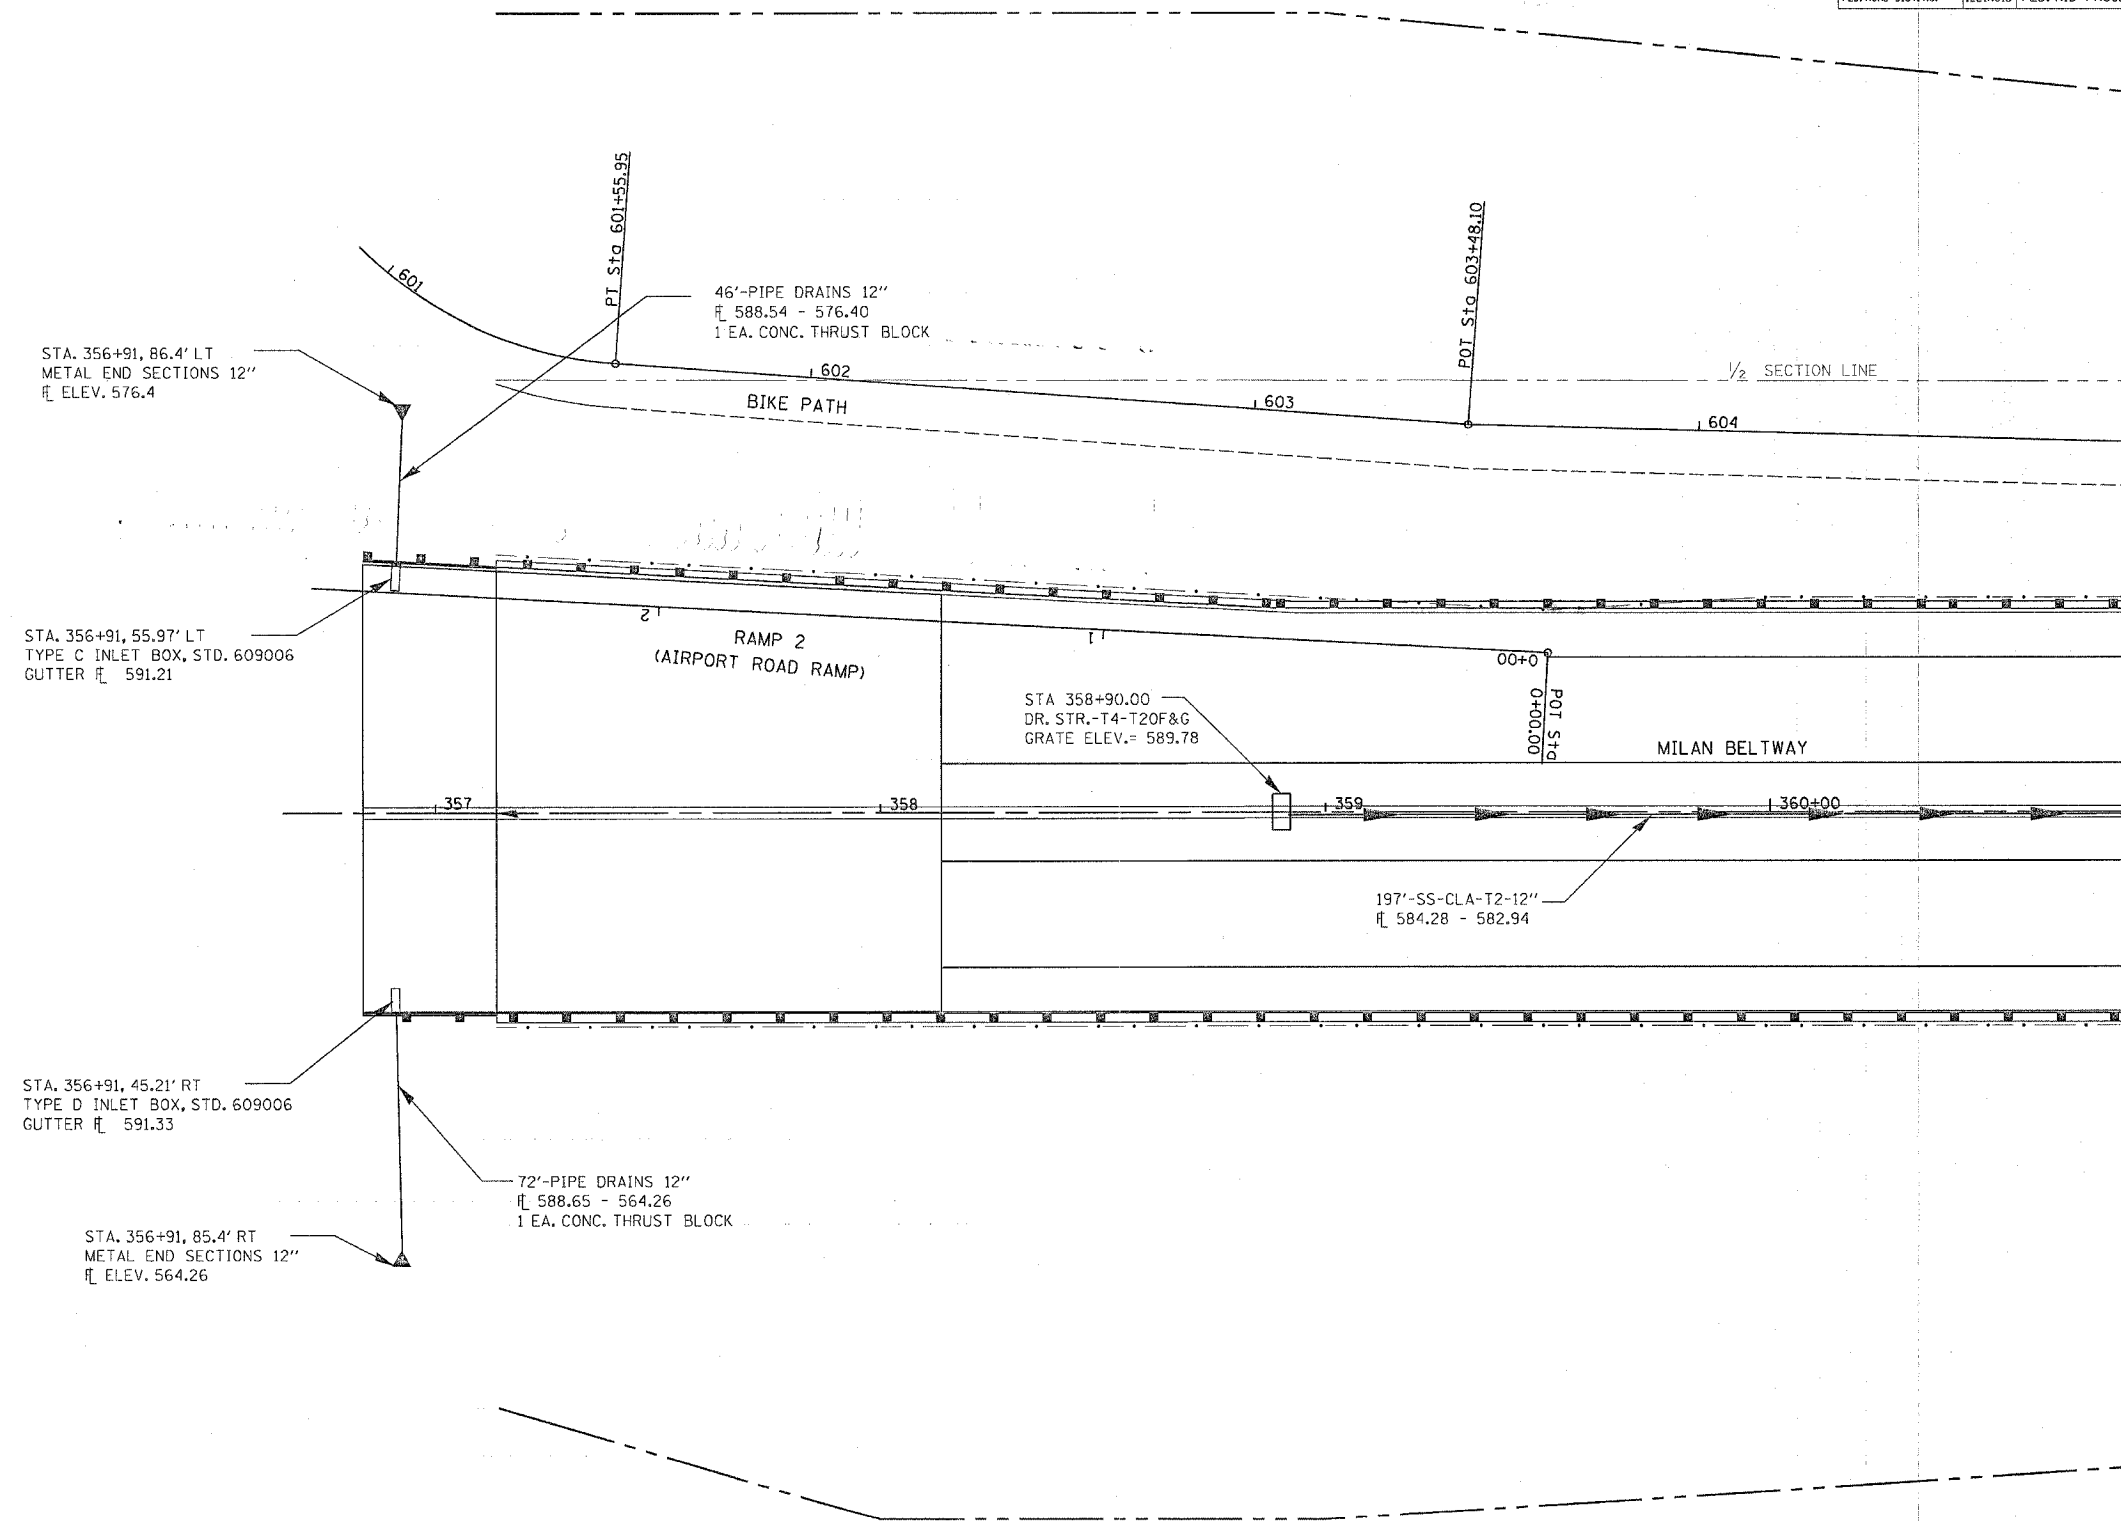 PT Sta 601+55.95
POT Sta 603+48.10
601
46'-PIPE DRAINS 12"
F̵L 588.54 - 576.40
1 EA. CONC. THRUST BLOCK
STA. 356+91, 86.4' LT
METAL END SECTIONS 12"
F̵L ELEV. 576.4
602
1/2 SECTION LINE
BIKE PATH
603
604
STA. 356+91, 55.97' LT
TYPE C INLET BOX, STD. 609006
GUTTER F̵L 591.21
2
RAMP 2
(AIRPORT ROAD RAMP)
1
0+00
POT Sta
0+00.00
STA 358+90.00
DR. STR.-T4-T20F&G
GRATE ELEV.= 589.78
MILAN BELTWAY
357
358
359
360+00
197'-SS-CLA-T2-12"
F̵L 584.28 - 582.94
STA. 356+91, 45.21' RT
TYPE D INLET BOX, STD. 609006
GUTTER F̵L 591.33
72'-PIPE DRAINS 12"
F̵L 588.65 - 564.26
1 EA. CONC. THRUST BLOCK
STA. 356+91, 85.4' RT
METAL END SECTIONS 12"
F̵L ELEV. 564.26